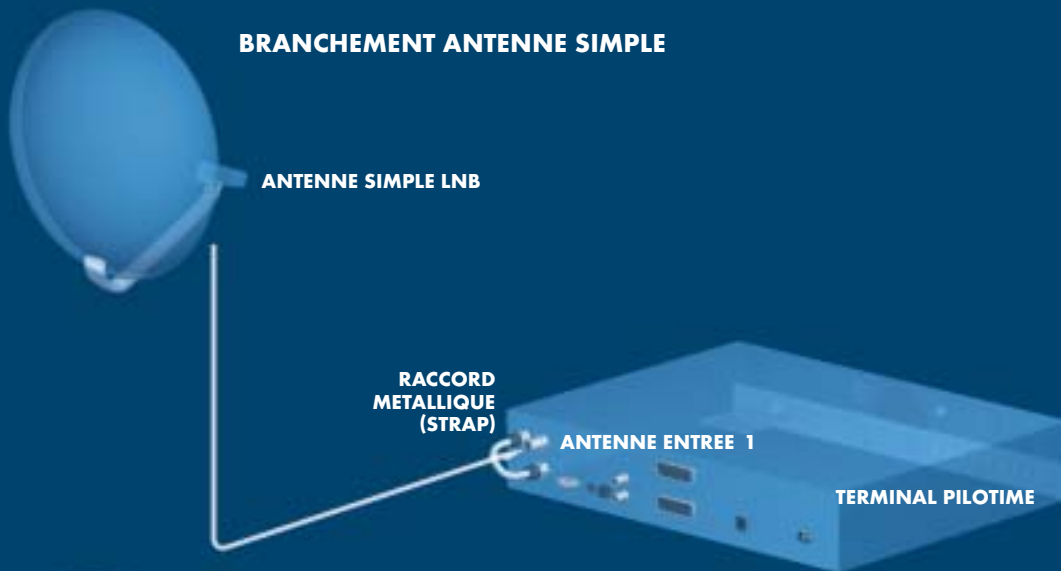 BRANCHEMENT ANTENNE SIMPLE
ANTENNE SIMPLE LNB
RACCORD
METALLIQUE
(STRAP)
ANTENNE ENTREE 1
TERMINAL PILOTIME